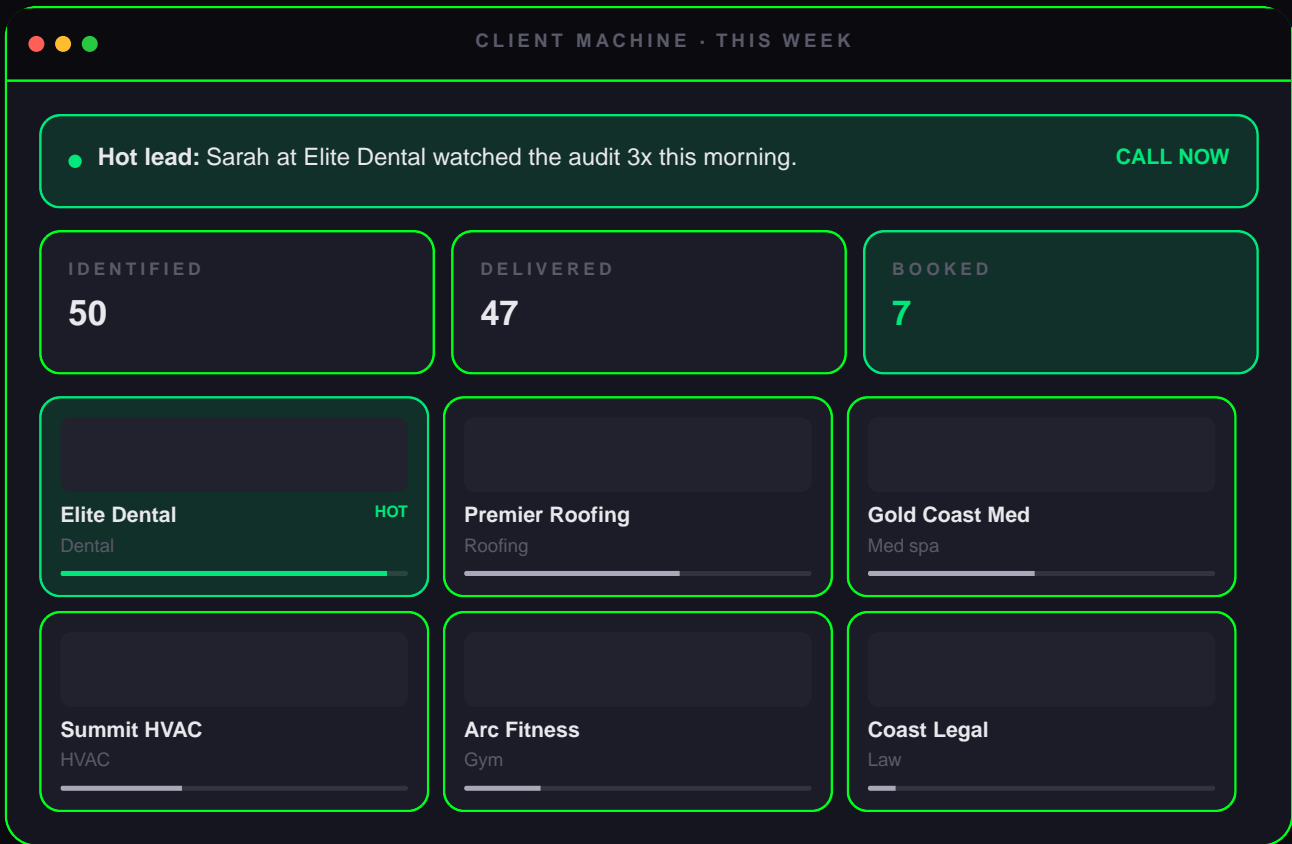 CLIENT MACHINE · THIS WEEK
Hot lead: Sarah at Elite Dental watched the audit 3x this morning. CALL NOW
IDENTIFIED DELIVERED BOOKED
50 47 7
Elite Dental HOT Premier Roofing Gold Coast Med
Dental Roofing Med spa
Summit HVAC Arc Fitness Coast Legal
HVAC Gym Law